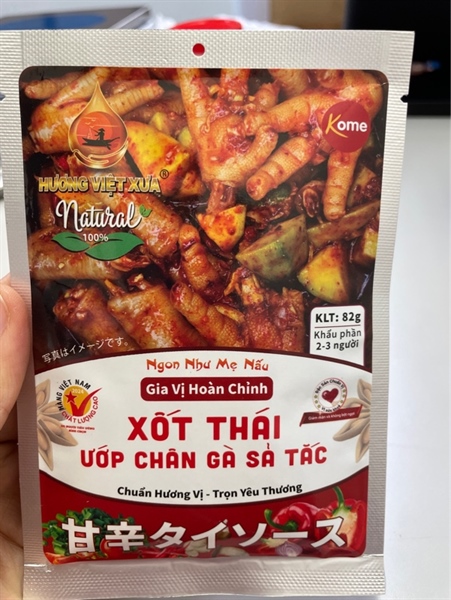 Kome
HƯƠNG VIỆT XƯA®
Natural
100%
KLT: 82g
Khẩu phần
2-3 người
写真はイメージです。
Ngon Như Mẹ Nấu
Gia Vị Hoàn Chỉnh
XỐT THÁI
ƯỚP CHÂN GÀ SẢ TẮC
Chuẩn Hương Vị - Trọn Yêu Thương
甘辛タイソース